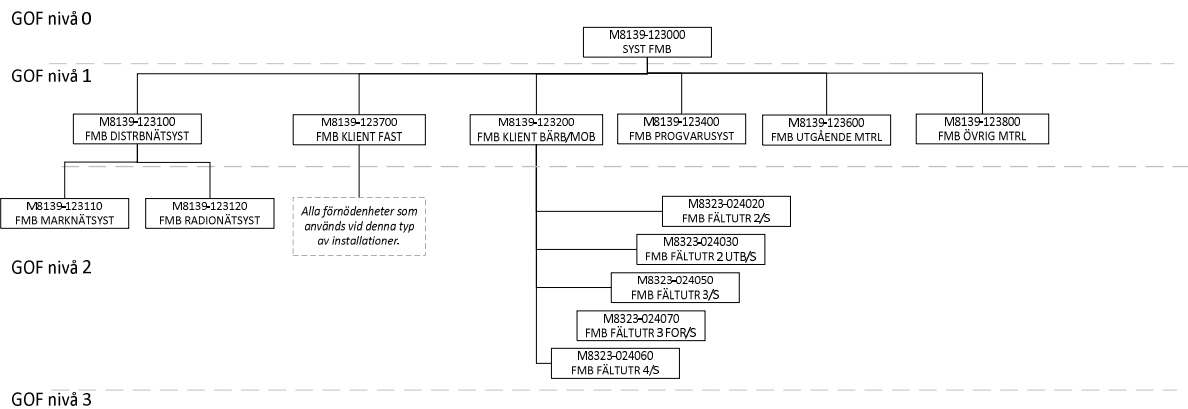 GOF nivå 0
M8139-123000
SYST FMB
GOF nivå 1
M8139-123100
FMB DISTRBNÄTSYST
M8139-123700
FMB KLIENT FAST
M8139-123200
FMB KLIENT BÄRB/MOB
M8139-123400
FMB PROGVARUSYST
M8139-123600
FMB UTGÅENDE MTRL
M8139-123800
FMB ÖVRIG MTRL
M8139-123110
FMB MARKNÄTSYST
M8139-123120
FMB RADIONÄTSYST
Alla förnödenheter som
används vid denna typ
av installationer.
M8323-024020
FMB FÄLTUTR 2/S
M8323-024030
FMB FÄLTUTR 2 UTB/S
GOF nivå 2
M8323-024050
FMB FÄLTUTR 3/S
M8323-024070
FMB FÄLTUTR 3 FOR/S
M8323-024060
FMB FÄLTUTR 4/S
GOF nivå 3